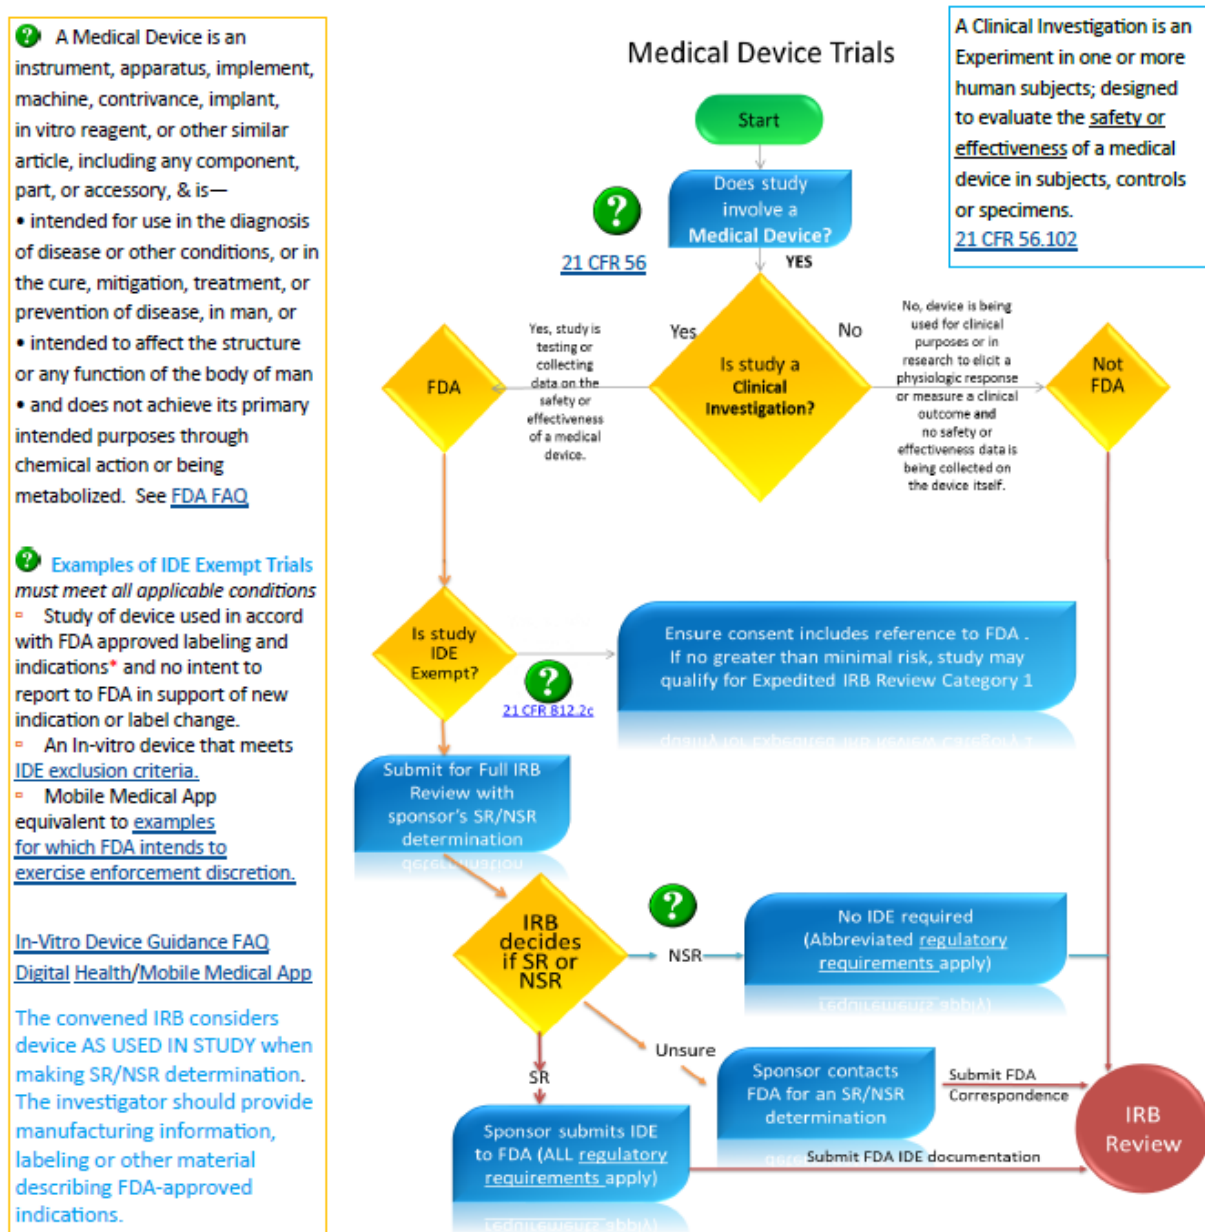 A Medical Device is an
instrument, apparatus, implement,
machine, contrivance, implant,
in vitro reagent, or other similar
article, including any component,
part, or accessory, & is—
• intended for use in the diagnosis
of disease or other conditions, or in
the cure, mitigation, treatment, or
prevention of disease, in man, or
• intended to affect the structure
or any function of the body of man
• and does not achieve its primary
intended purposes through
chemical action or being
metabolized. See FDA FAQ
? Examples of IDE Exempt Trials
must meet all applicable conditions
▫ Study of device used in accord
with FDA approved labeling and
indications* and no intent to
report to FDA in support of new
indication or label change.
▫ An In-vitro device that meets
IDE exclusion criteria.
▫ Mobile Medical App
equivalent to examples
for which FDA intends to
exercise enforcement discretion.
In-Vitro Device Guidance FAQ
Digital Health/Mobile Medical App
The convened IRB considers
device AS USED IN STUDY when
making SR/NSR determination.
The investigator should provide
manufacturing information,
labeling or other material
describing FDA-approved
indications.
Medical Device Trials
A Clinical Investigation is an
Experiment in one or more
human subjects; designed
to evaluate the safety or
effectiveness of a medical
device in subjects, controls
or specimens.
21 CFR 56.102
Start
Does study
involve a
Medical Device?
?
21 CFR 56
YES
Is study a
Clinical
Investigation?
Yes
Yes, study is
testing or
collecting
data on the
safety or
effectiveness
of a medical
device.
FDA
No
No, device is being
used for clinical
purposes or in
research to elicit a
physiologic response
or measure a clinical
outcome and
no safety or
effectiveness data is
being collected on
the device itself.
Not
FDA
Is study
IDE
Exempt?
?
21 CFR 812.2c
Ensure consent includes reference to FDA .
If no greater than minimal risk, study may
qualify for Expedited IRB Review Category 1
Submit for Full IRB
Review with
sponsor's SR/NSR
determination
IRB
decides
if SR or
NSR
?
NSR
No IDE required
(Abbreviated regulatory
requirements apply)
Unsure
Sponsor contacts
FDA for an SR/NSR
determination
Submit FDA
Correspondence
SR
Sponsor submits IDE
to FDA (ALL regulatory
requirements apply)
Submit FDA IDE documentation
IRB
Review